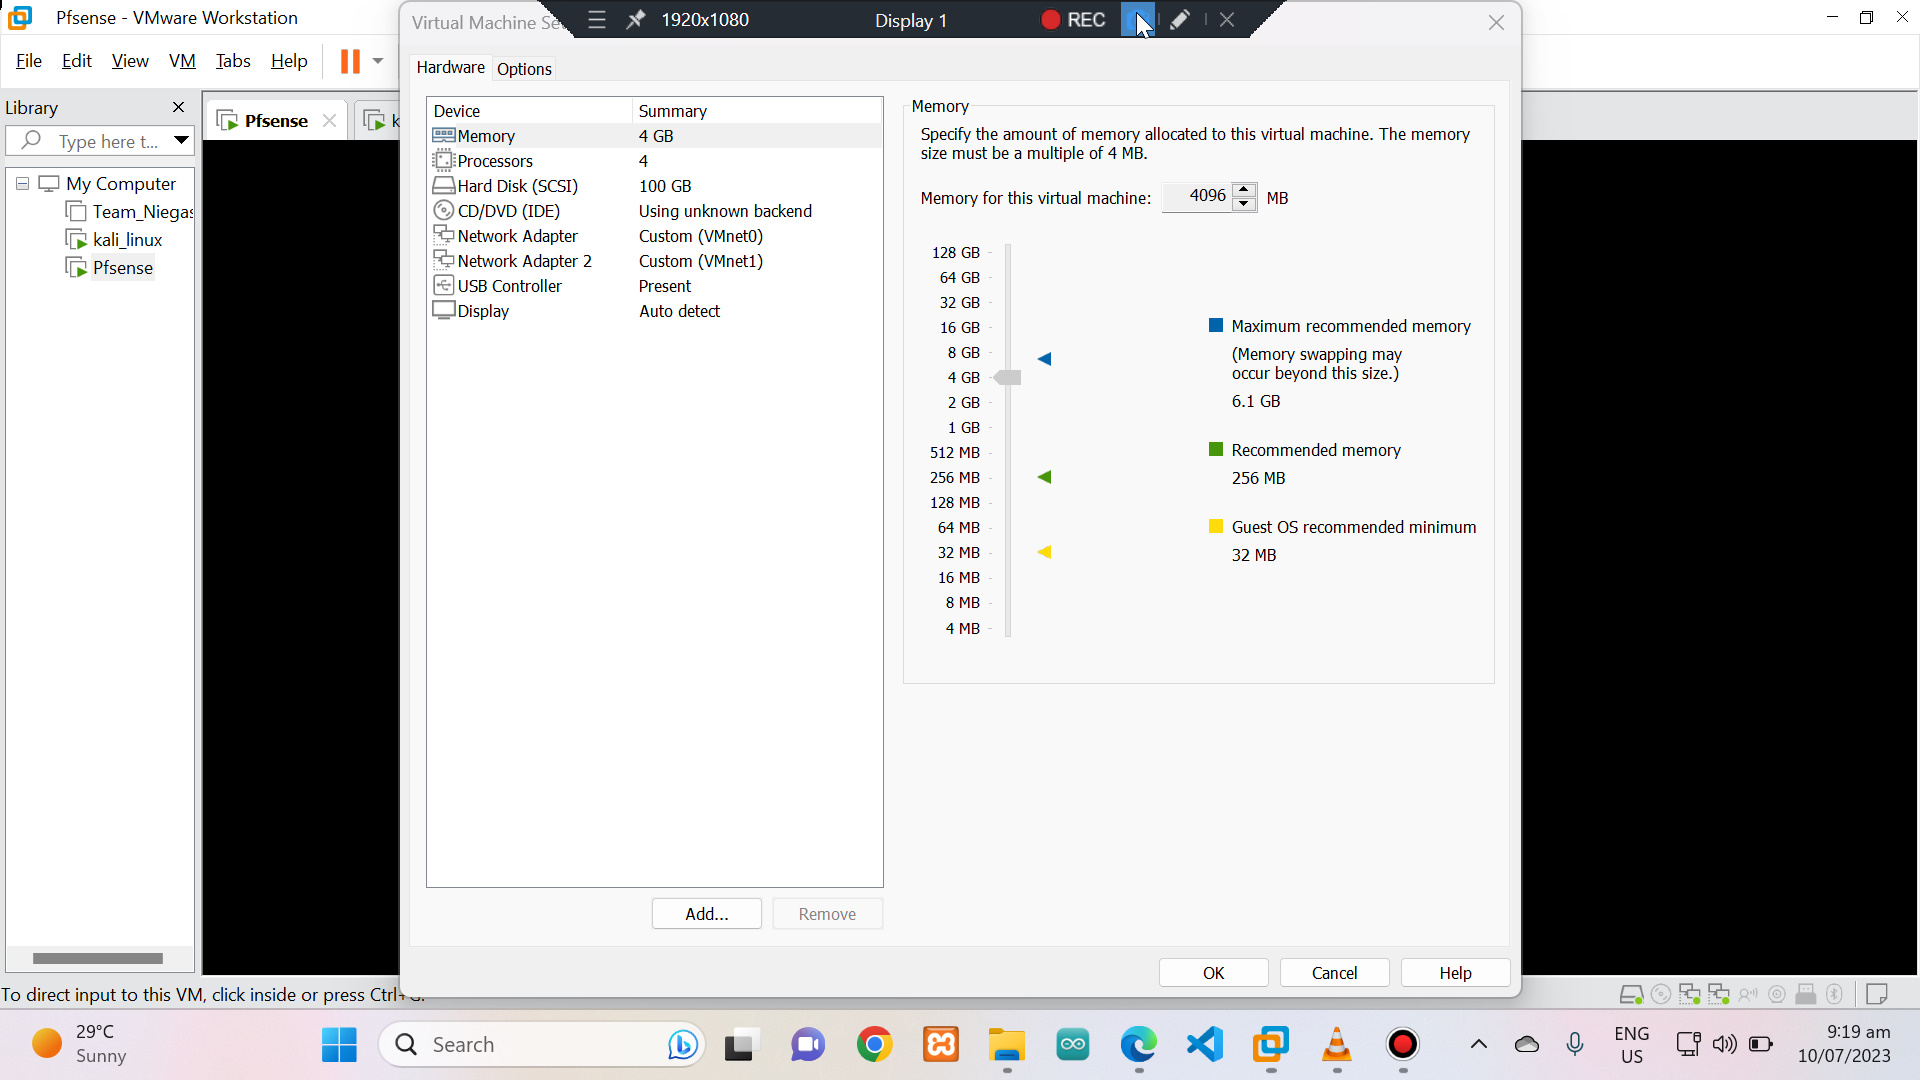 Pfsense - VMware Workstation
Virtual Machine Se
1920x1080
Display 1
REC
File Edit View VM Tabs Help
Hardware Options
Library
Type here t...
My Computer
Team_Niegas
kali_linux
Pfsense
Pfsense
k
Device Summary
Memory 4 GB
Processors 4
Hard Disk (SCSI) 100 GB
CD/DVD (IDE) Using unknown backend
Network Adapter Custom (VMnet0)
Network Adapter 2 Custom (VMnet1)
USB Controller Present
Display Auto detect
Add...
Remove
Memory
Specify the amount of memory allocated to this virtual machine. The memory
size must be a multiple of 4 MB.
Memory for this virtual machine: 4096 MB
128 GB
64 GB
32 GB
16 GB
8 GB
4 GB
2 GB
1 GB
512 MB
256 MB
128 MB
64 MB
32 MB
16 MB
8 MB
4 MB
Maximum recommended memory
(Memory swapping may
occur beyond this size.)
6.1 GB
Recommended memory
256 MB
Guest OS recommended minimum
32 MB
OK
Cancel
Help
To direct input to this VM, click inside or press Ctrl+G.
29°C
Sunny
Search
ENG
US
9:19 am
10/07/2023